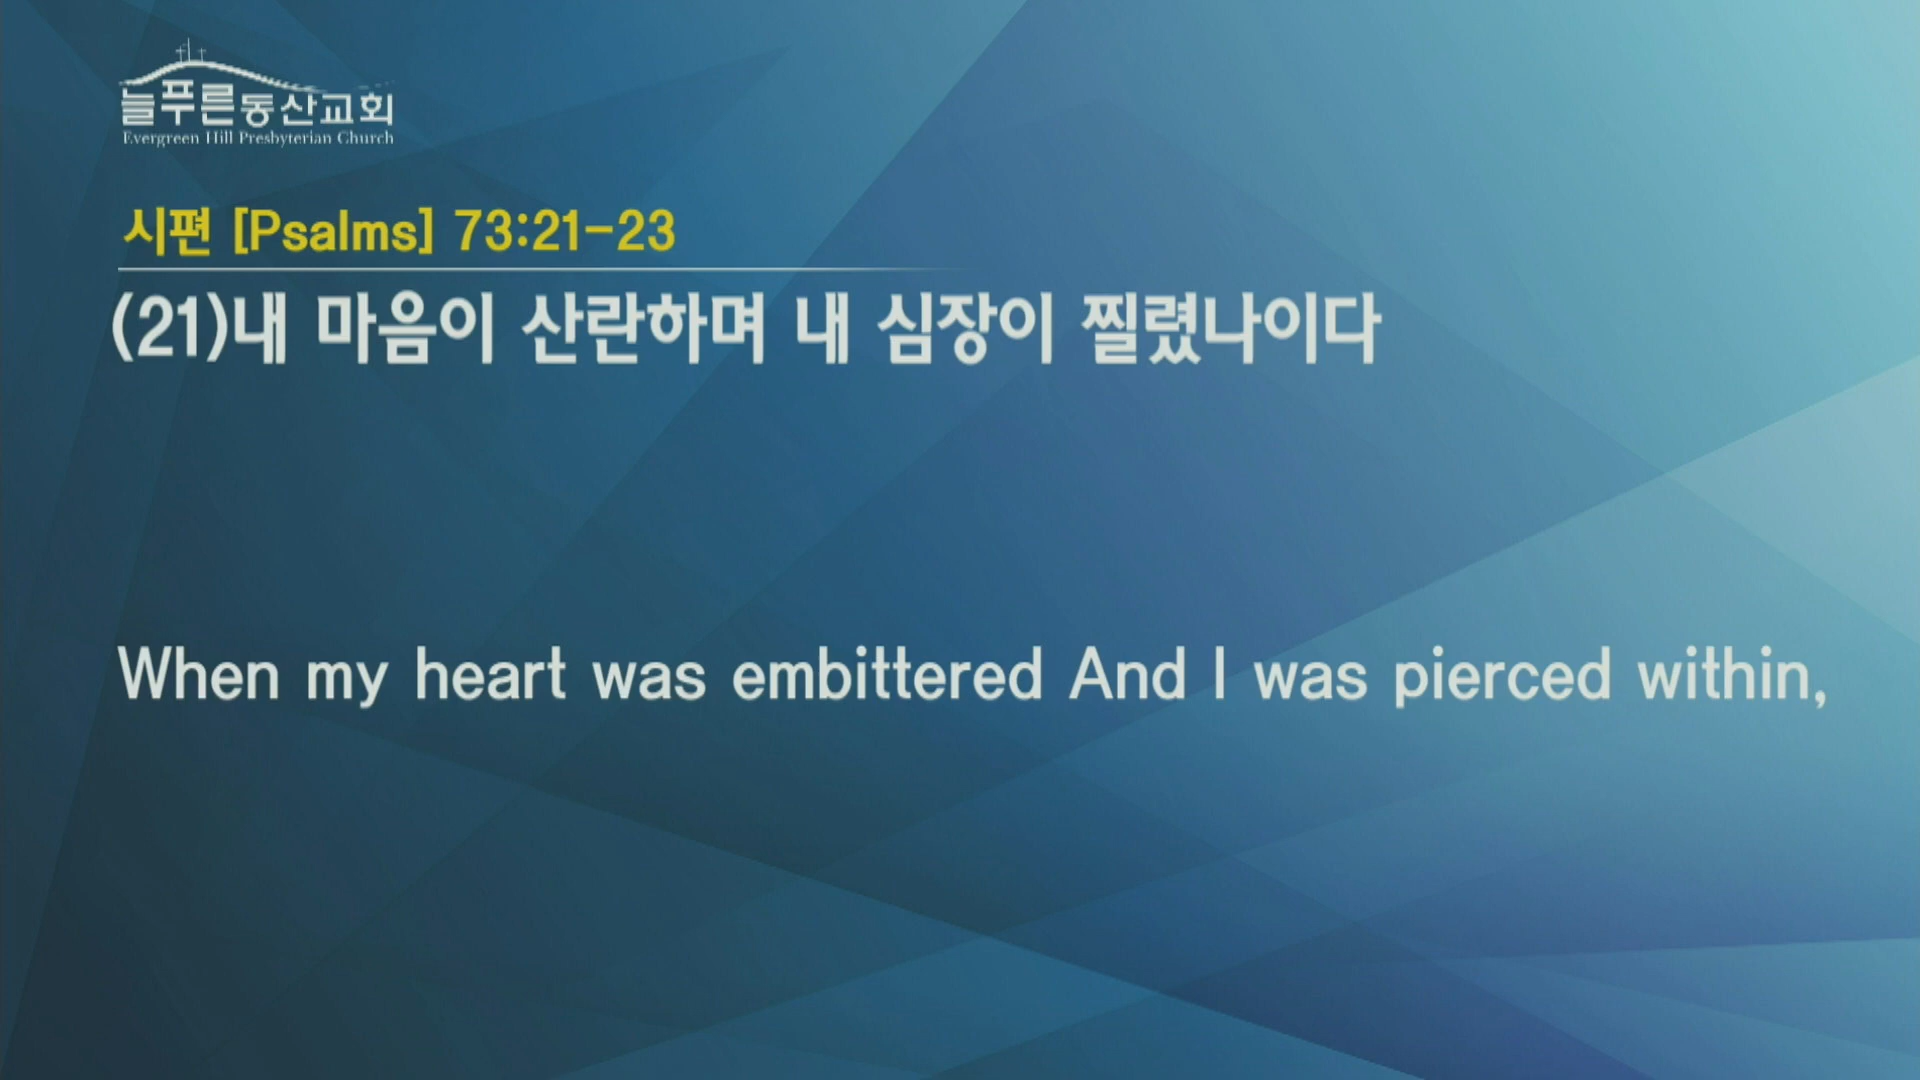 늘푸른동산교회
Evergreen Hill Presbyterian Church
시편 [Psalms] 73:21-23
(21)내 마음이 산란하며 내 심장이 찔렸나이다
When my heart was embittered And I was pierced within,